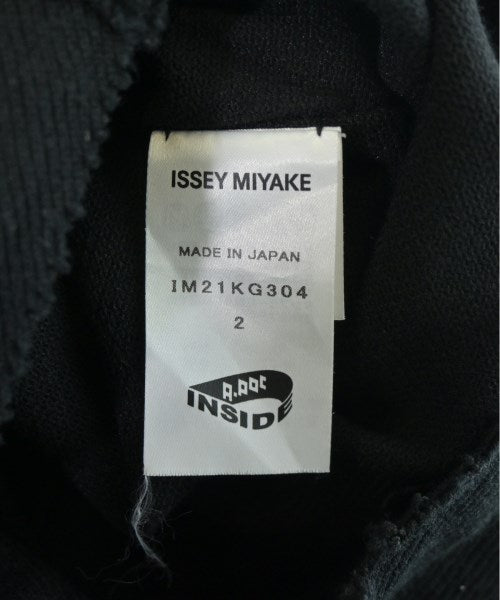 ISSEY MIYAKE
MADE IN JAPAN
IM21KG304
2
A-POC
INSIDE